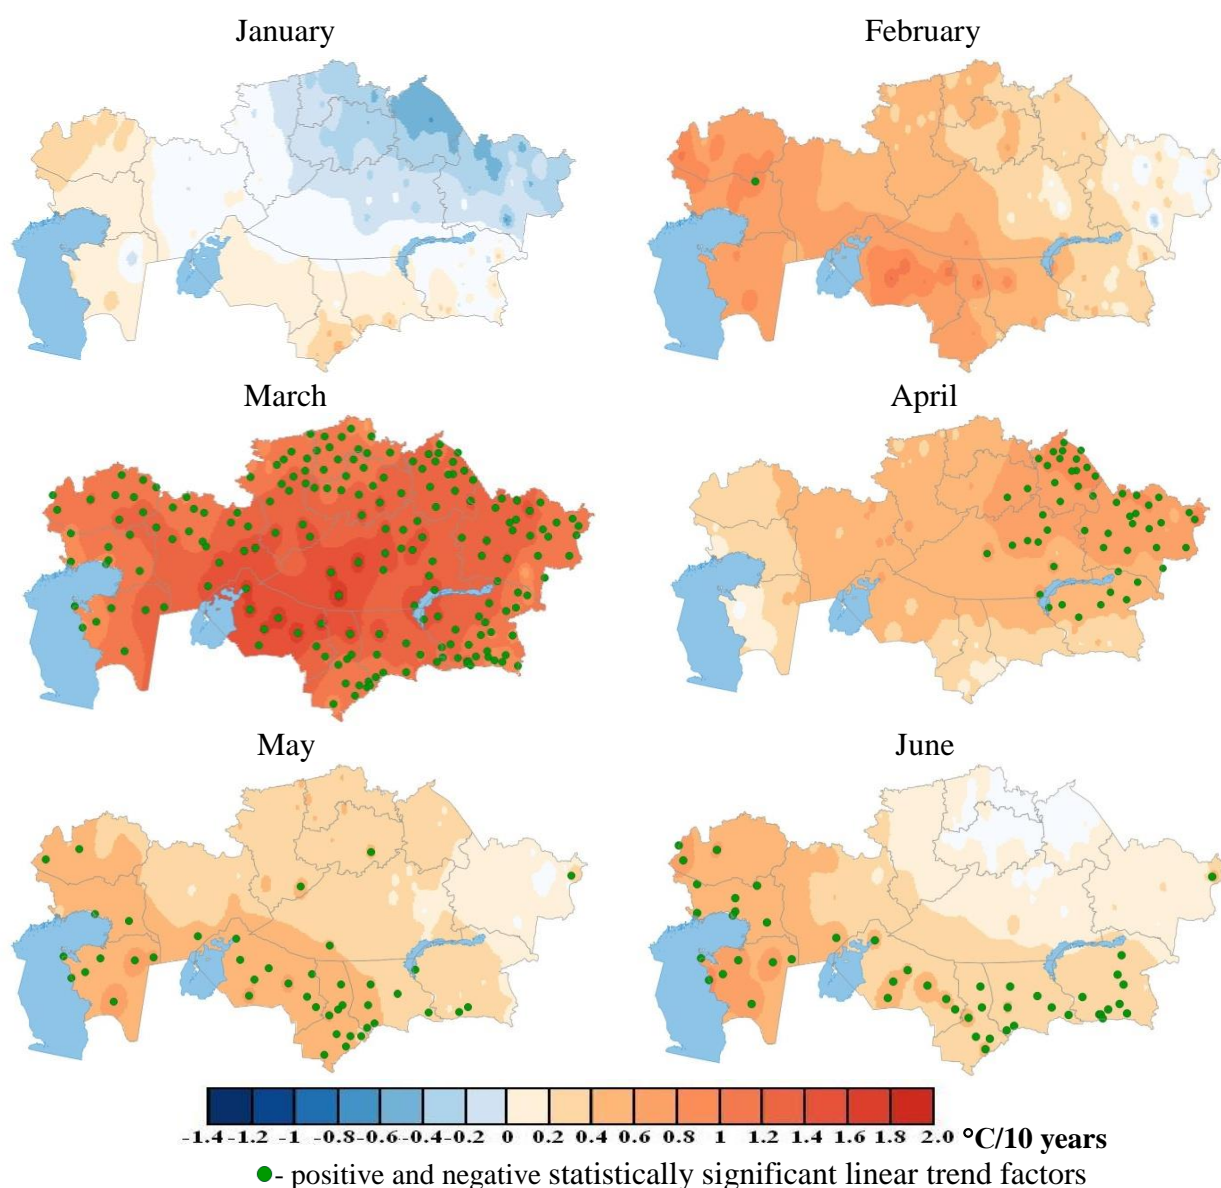 January February
March April
May June
-1.4 -1.2 -1 -0.8 -0.6 -0.4 -0.2 0 0.2 0.4 0.6 0.8 1 1.2 1.4 1.6 1.8 2.0 °C/10 years
- positive and negative statistically significant linear trend factors